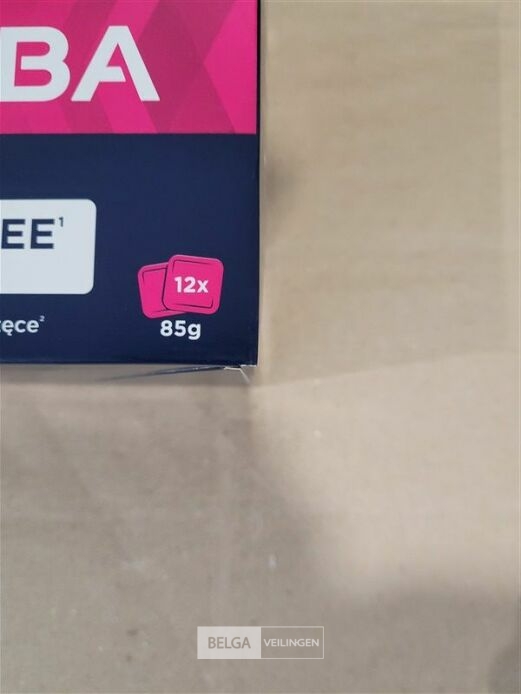 BA
EE¹
12x
ęce²
85g
BELGA VEILINGEN